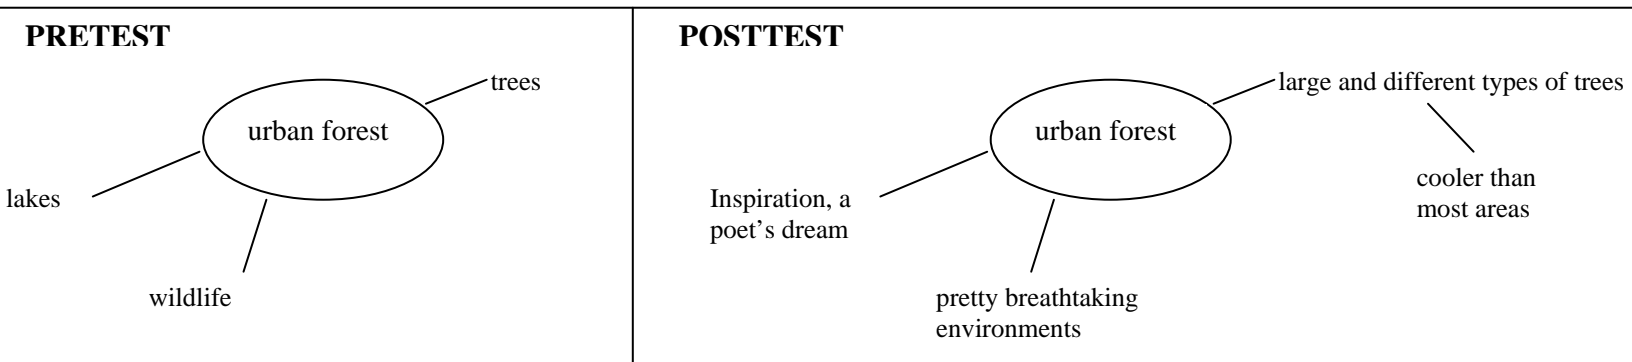 PRETEST
trees
urban forest
lakes
wildlife
POSTTEST
large and different types of trees
urban forest
cooler than
most areas
Inspiration, a
poet’s dream
pretty breathtaking
environments